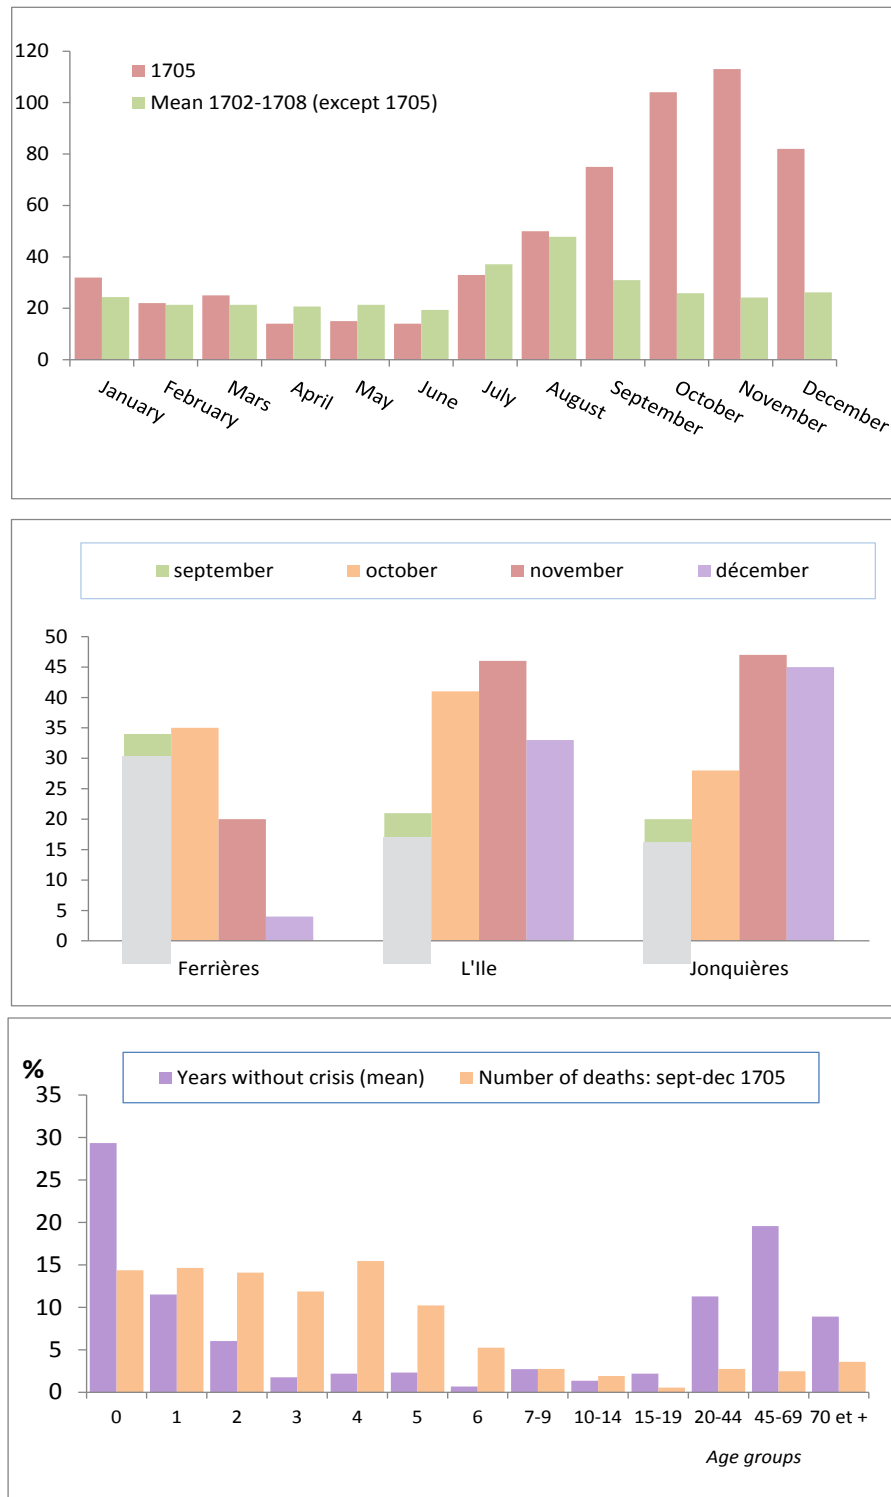 120
100
80
60
40
20
0
1705
Mean 1702-1708 (except 1705)
January
February
Mars
April
May
June
July
August
September
October
November
December
september october november décember
50
45
40
35
30
25
20
15
10
5
0
Ferrières L'Ile Jonquières
%
Years without crisis (mean) Number of deaths: sept-dec 1705
35
30
25
20
15
10
5
0
0 1 2 3 4 5 6 7-9 10-14 15-19 20-44 45-69 70 et +
Age groups